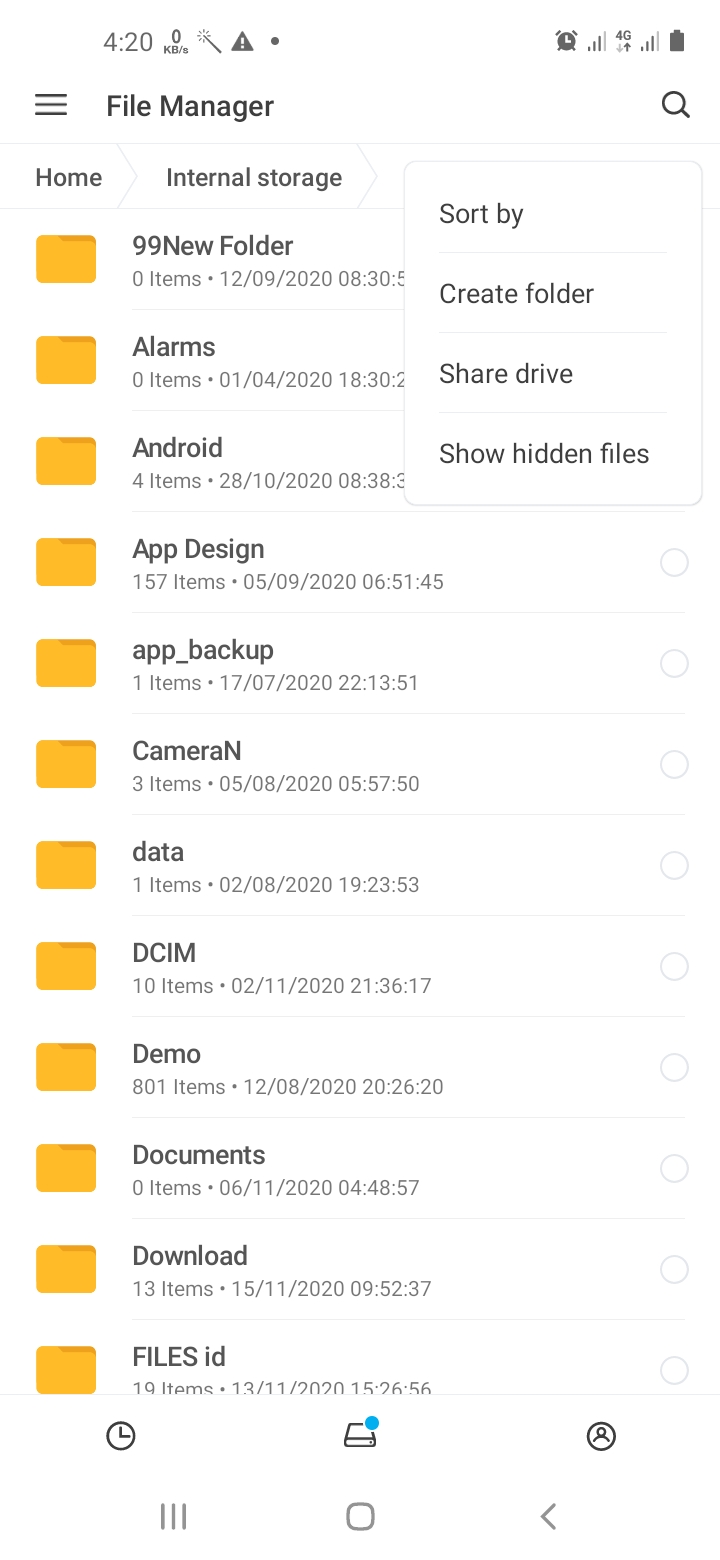 4:20 0 KB/s 4G
File Manager
Home Internal storage
Sort by
Create folder
Share drive
Show hidden files
99New Folder
0 Items • 12/09/2020 08:30:5
Alarms
0 Items • 01/04/2020 18:30:2
Android
4 Items • 28/10/2020 08:38:3
App Design
157 Items • 05/09/2020 06:51:45
app_backup
1 Items • 17/07/2020 22:13:51
CameraN
3 Items • 05/08/2020 05:57:50
data
1 Items • 02/08/2020 19:23:53
DCIM
10 Items • 02/11/2020 21:36:17
Demo
801 Items • 12/08/2020 20:26:20
Documents
0 Items • 06/11/2020 04:48:57
Download
13 Items • 15/11/2020 09:52:37
FILES id
19 Items • 13/11/2020 15:26:56